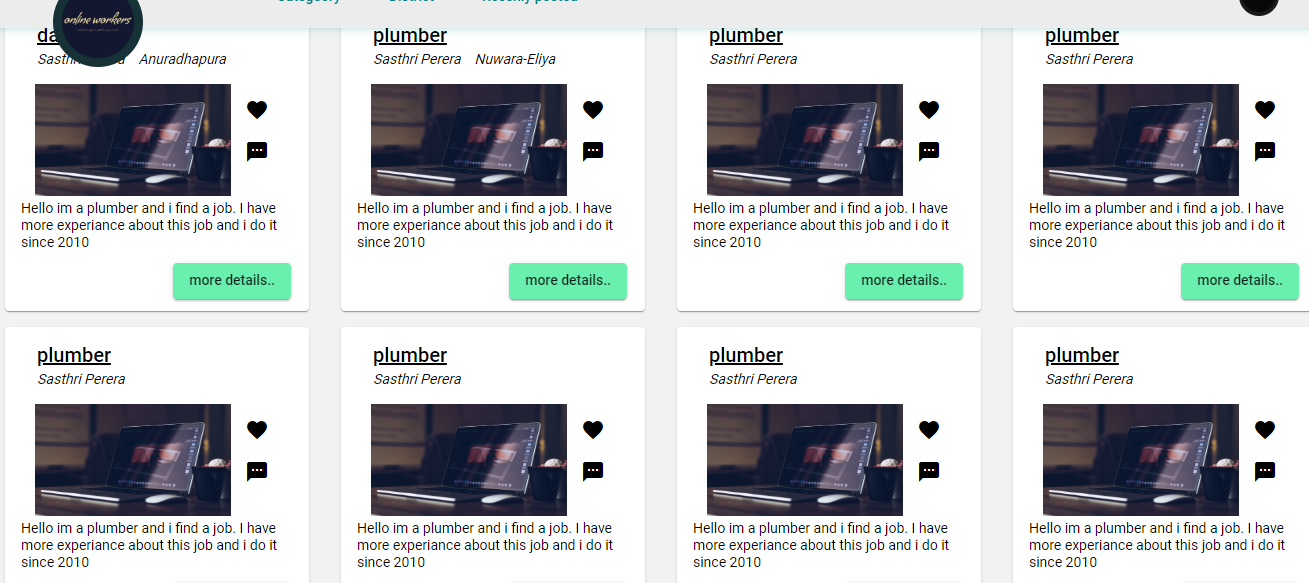 Category District Recently posted
online workers
da
Sasthri Anuradhapura
Hello im a plumber and i find a job. I have
more experiance about this job and i do it
since 2010
more details..
plumber
Sasthri Perera Nuwara-Eliya
Hello im a plumber and i find a job. I have
more experiance about this job and i do it
since 2010
more details..
plumber
Sasthri Perera
Hello im a plumber and i find a job. I have
more experiance about this job and i do it
since 2010
more details..
plumber
Sasthri Perera
Hello im a plumber and i find a job. I have
more experiance about this job and i do it
since 2010
more details..
plumber
Sasthri Perera
Hello im a plumber and i find a job. I have
more experiance about this job and i do it
since 2010
plumber
Sasthri Perera
Hello im a plumber and i find a job. I have
more experiance about this job and i do it
since 2010
plumber
Sasthri Perera
Hello im a plumber and i find a job. I have
more experiance about this job and i do it
since 2010
plumber
Sasthri Perera
Hello im a plumber and i find a job. I have
more experiance about this job and i do it
since 2010